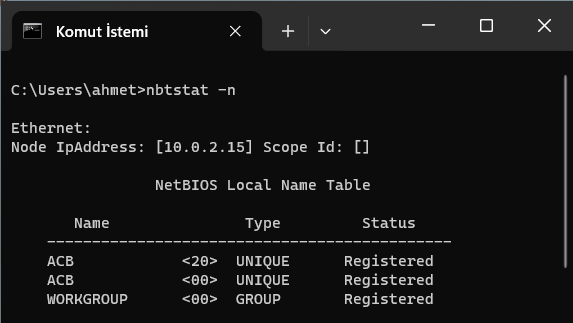 Komut İstemi
C:\Users\ahmet>nbtstat -n
Ethernet:
Node IpAddress: [10.0.2.15] Scope Id: []
NetBIOS Local Name Table
Name Type Status
---------------------------------------------
ACB <20> UNIQUE Registered
ACB <00> UNIQUE Registered
WORKGROUP <00> GROUP Registered